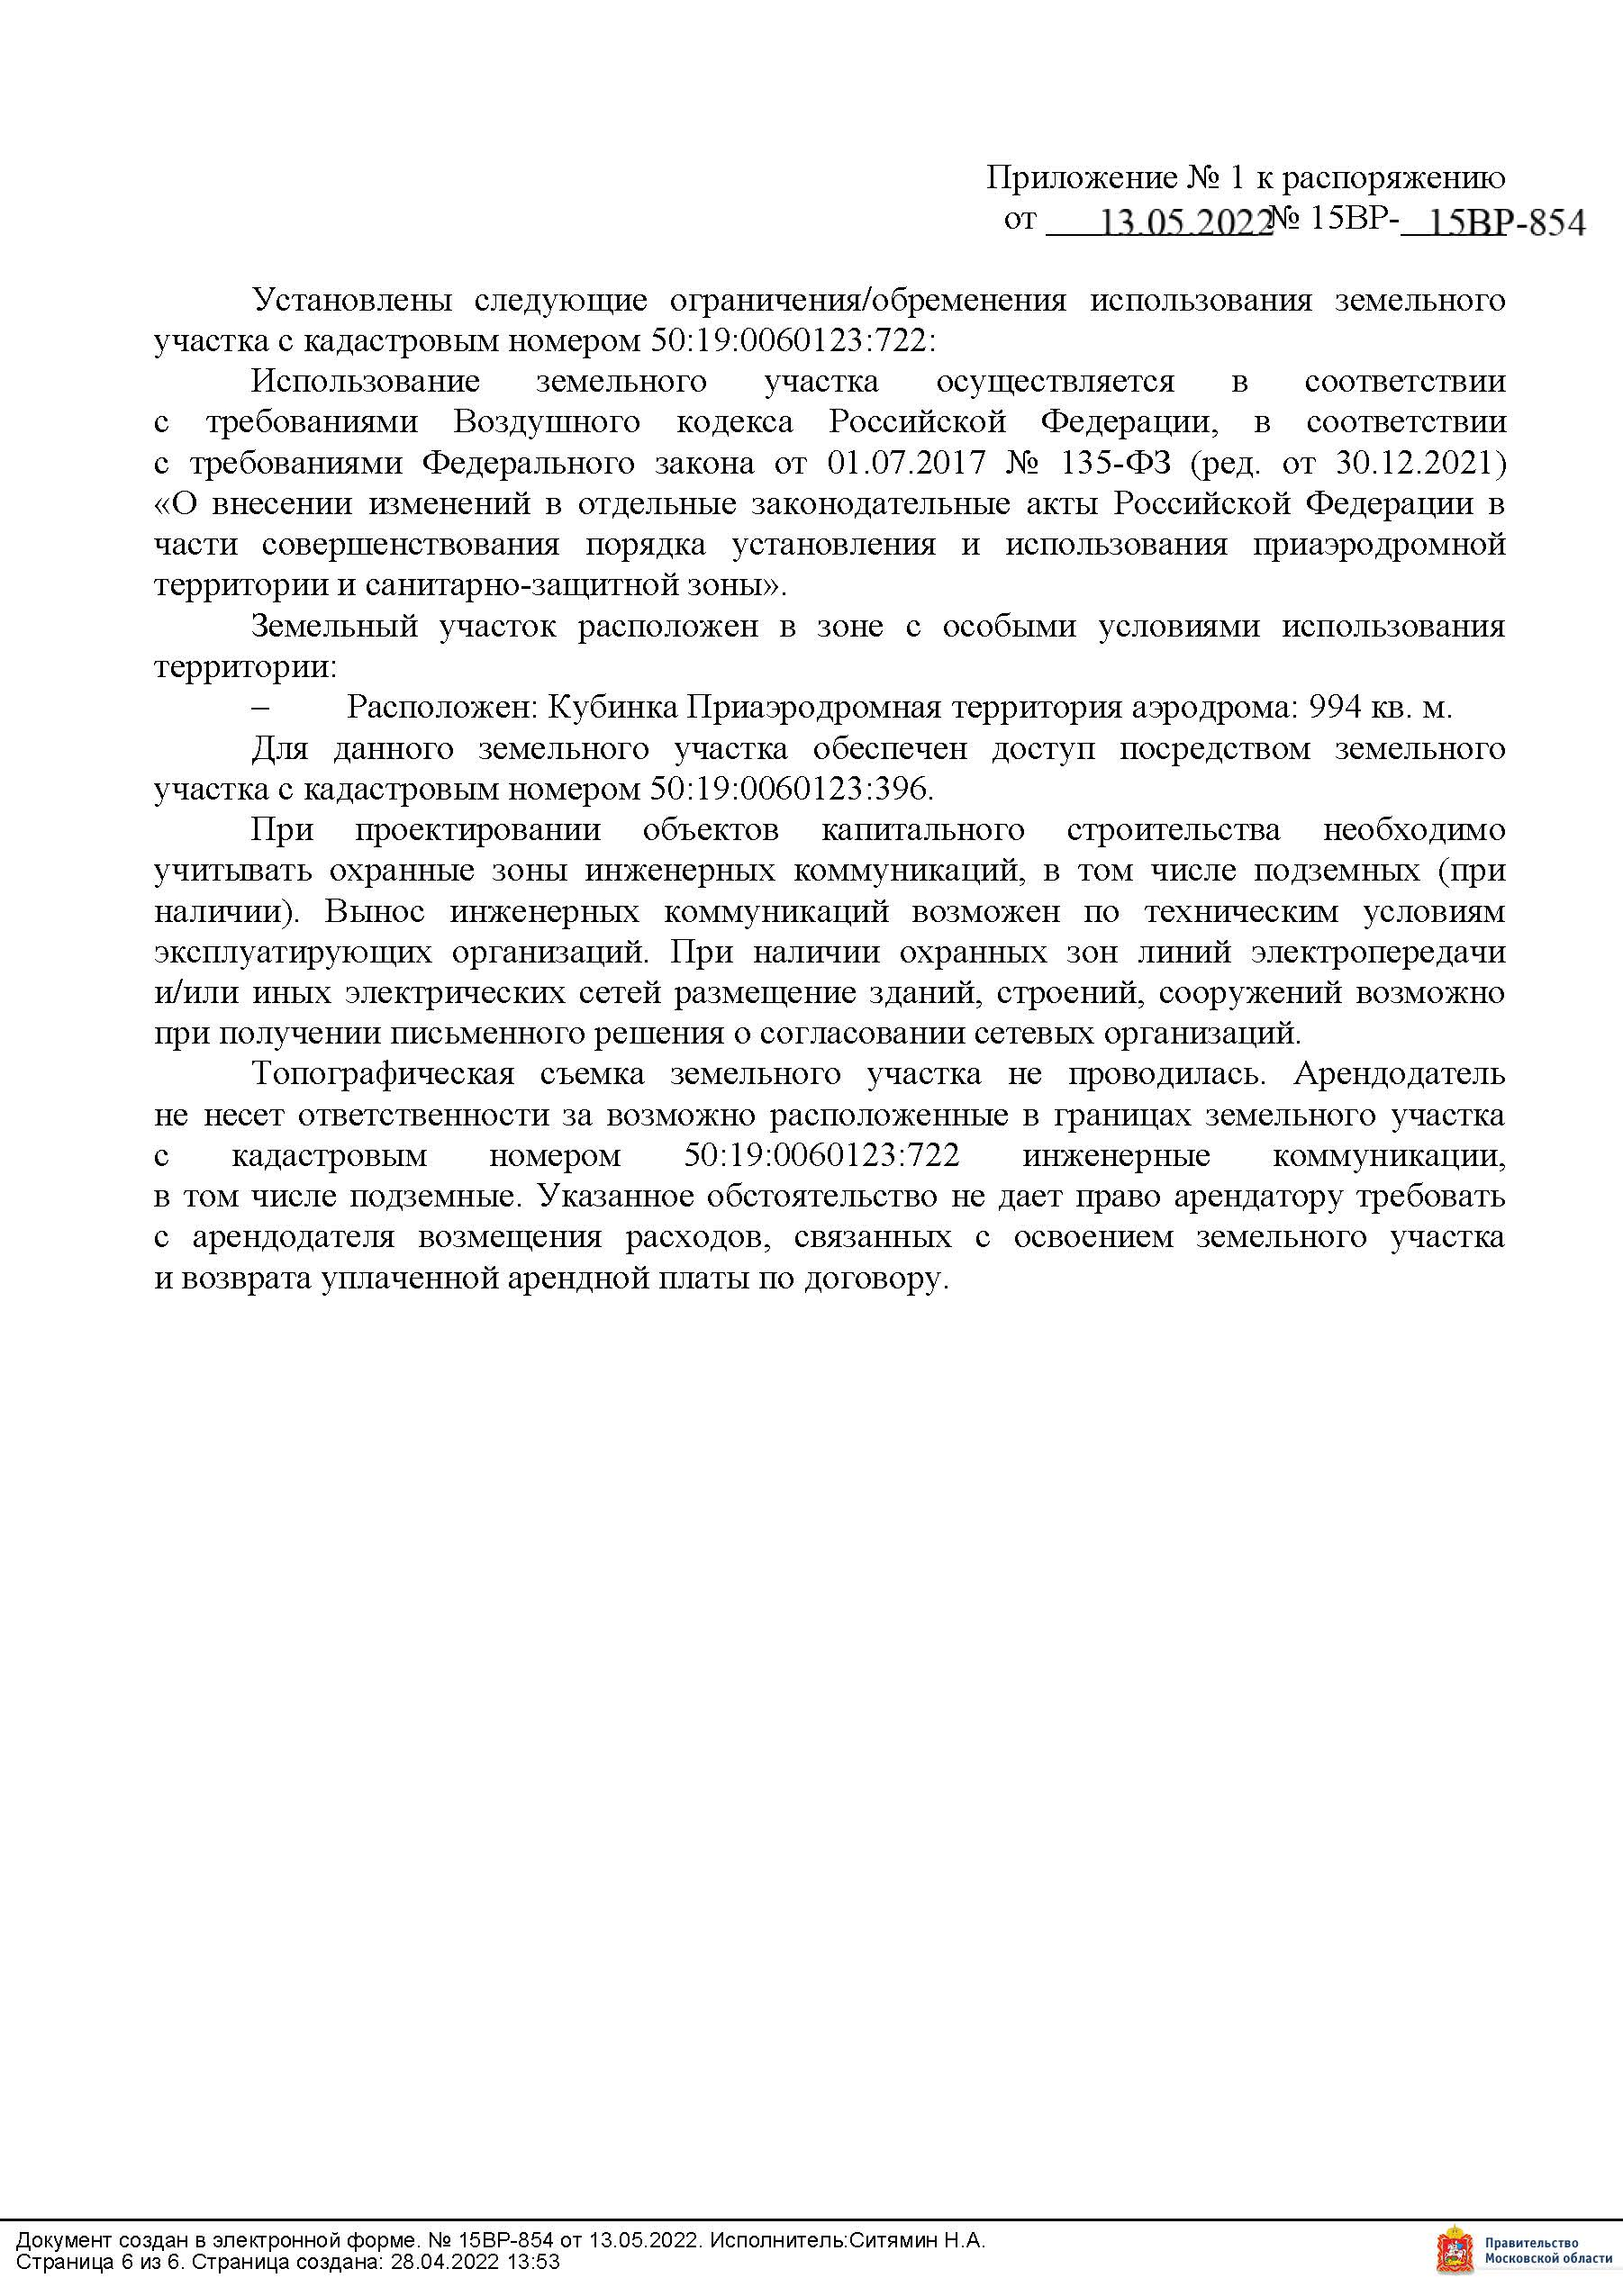 Приложение № 1 к распоряжению
от ____________ 13.05.2022 № 15ВР-______ 15ВР-854
Установлены следующие ограничения/обременения использования земельного
участка с кадастровым номером 50:19:0060123:722:
Использование земельного участка осуществляется в соответствии
с требованиями Воздушного кодекса Российской Федерации, в соответствии
с требованиями Федерального закона от 01.07.2017 № 135-ФЗ (ред. от 30.12.2021)
«О внесении изменений в отдельные законодательные акты Российской Федерации в
части совершенствования порядка установления и использования приаэродромной
территории и санитарно-защитной зоны».
Земельный участок расположен в зоне с особыми условиями использования
территории:
– Расположен: Кубинка Приаэродромная территория аэродрома: 994 кв. м.
Для данного земельного участка обеспечен доступ посредством земельного
участка с кадастровым номером 50:19:0060123:396.
При проектировании объектов капитального строительства необходимо
учитывать охранные зоны инженерных коммуникаций, в том числе подземных (при
наличии). Вынос инженерных коммуникаций возможен по техническим условиям
эксплуатирующих организаций. При наличии охранных зон линий электропередачи
и/или иных электрических сетей размещение зданий, строений, сооружений возможно
при получении письменного решения о согласовании сетевых организаций.
Топографическая съемка земельного участка не проводилась. Арендодатель
не несет ответственности за возможно расположенные в границах земельного участка
с кадастровым номером 50:19:0060123:722 инженерные коммуникации,
в том числе подземные. Указанное обстоятельство не дает право арендатору требовать
с арендодателя возмещения расходов, связанных с освоением земельного участка
и возврата уплаченной арендной платы по договору.
Документ создан в электронной форме. № 15ВР-854 от 13.05.2022. Исполнитель:Ситямин Н.А.
Страница 6 из 6. Страница создана: 28.04.2022 13:53
Правительство
Московской области